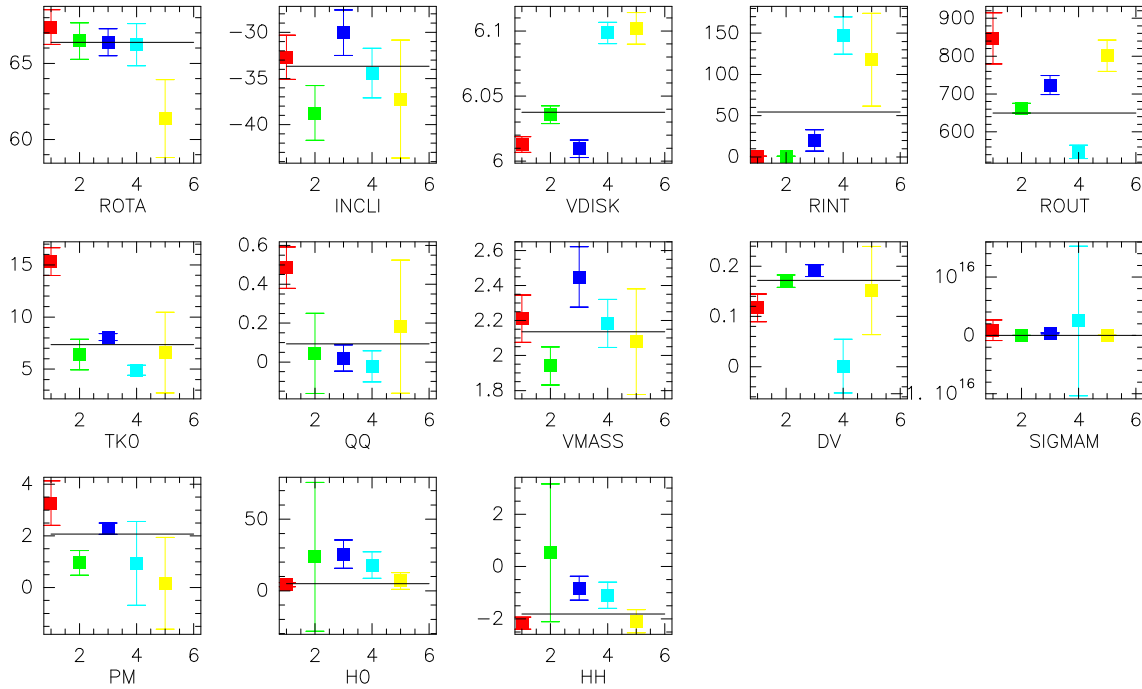 65
60
2 4 6
ROTA
−30
−35
−40
2 4 6
INCLI
6.1
6.05
6
2 4 6
VDISK
150
100
50
0
2 4 6
RINT
900
800
700
600
2 4 6
ROUT
15
10
5
2 4 6
TK0
0.6
0.4
0.2
0
2 4 6
QQ
2.6
2.4
2.2
2
1.8
2 4 6
VMASS
0.2
0.1
0
2 4 6
DV
10¹⁶
0
1. 10¹⁶
2 4 6
SIGMAM
4
2
0
2 4 6
PM
50
0
2 4 6
H0
2
0
−2
2 4 6
HH